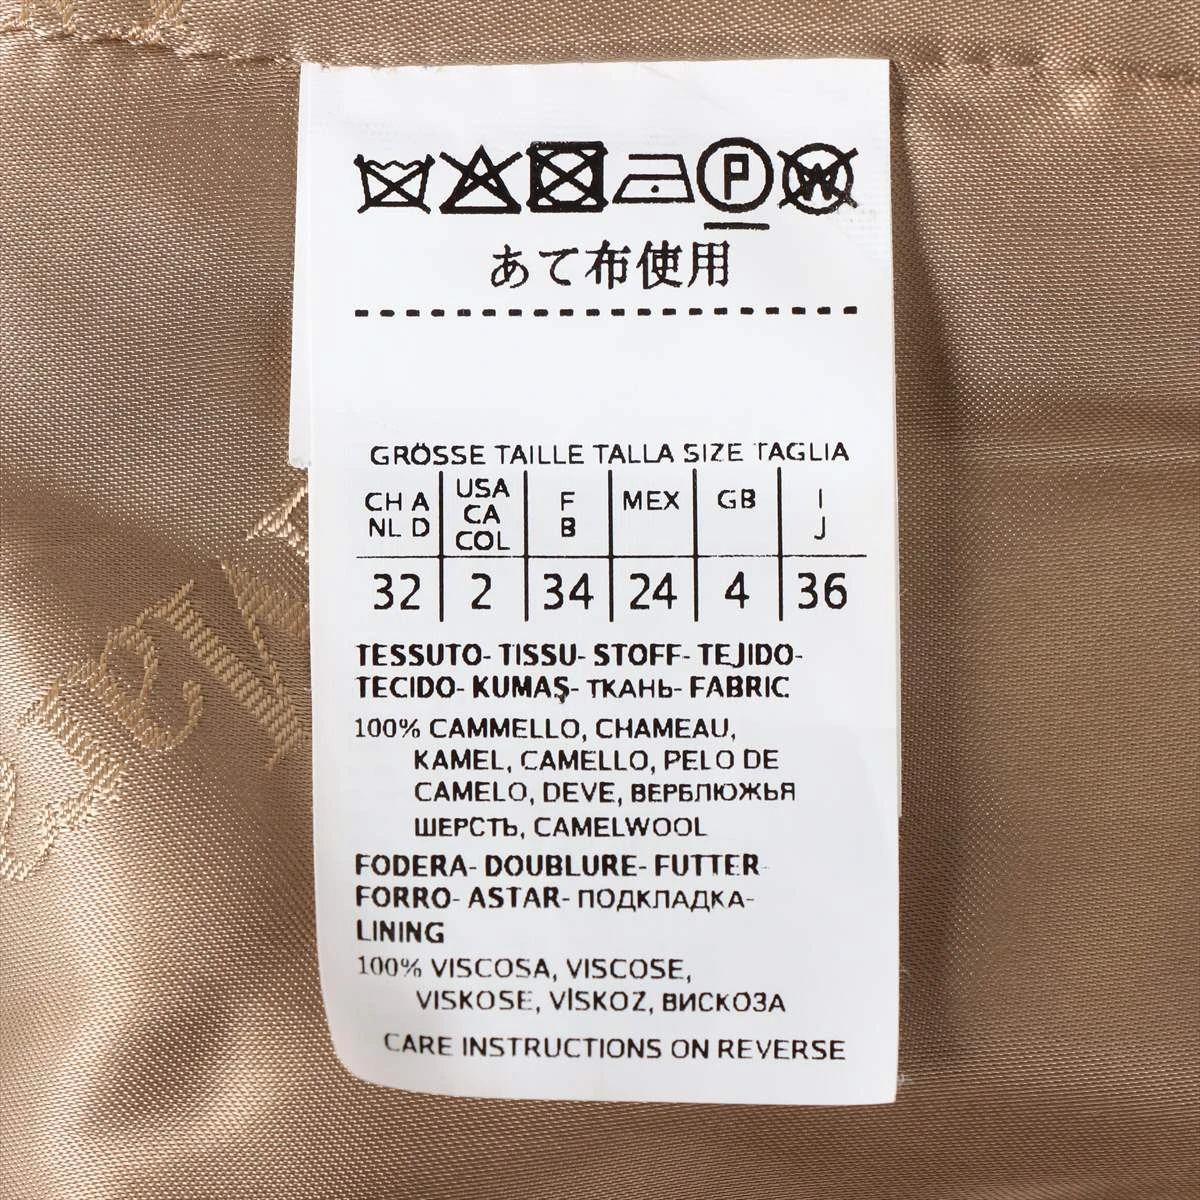 P W
あて布使用
GRÖSSE TAILLE TALLA SIZE TAGLIA
CH A NL D USA CA COL F B MEX GB I J
32 2 34 24 4 36
TESSUTO- TISSU- STOFF- TEJIDO-
TECIDO- KUMAŞ- ТКАНЬ- FABRIC
100% CAMMELLO, CHAMEAU,
KAMEL, CAMELLO, PELO DE
CAMELO, DEVE, ВЕРБЛЮЖЬЯ
ШЕРСТЬ, CAMELWOOL
FODERA- DOUBLURE- FUTTER
FORRO- ASTAR- ПОДКЛАДКА-
LINING
100% VISCOSA, VISCOSE,
VISKOSE, VİSKOZ, ВИСКОЗА
CARE INSTRUCTIONS ON REVERSE